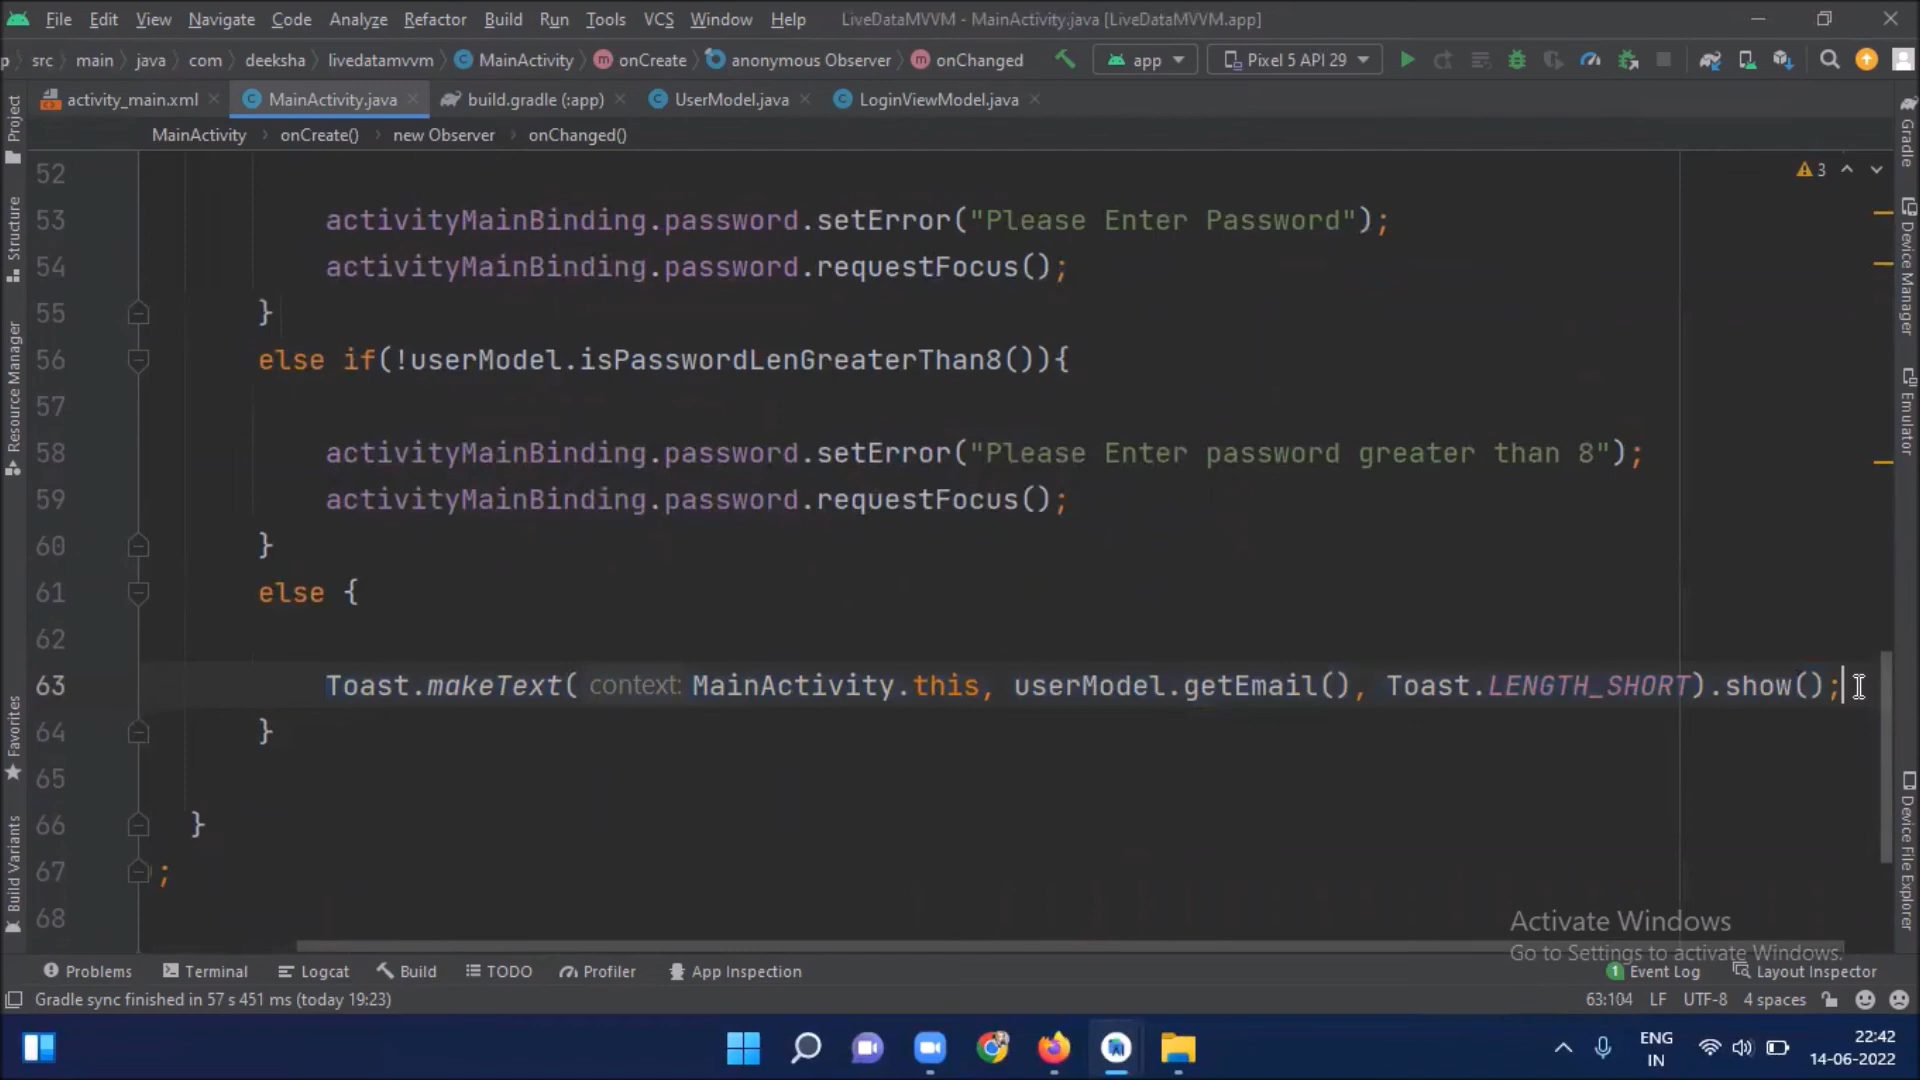 File Edit View Navigate Code Analyze Refactor Build Run Tools VCS Window Help LiveDataMVVM - MainActivity.java [LiveDataMVVM.app]
p src main java com deeksha livedatamvvm MainActivity onCreate anonymous Observer onChanged app Pixel 5 API 29
activity_main.xml MainActivity.java build.gradle (:app) UserModel.java LoginViewModel.java
MainActivity onCreate() new Observer onChanged()
52
3
53 activityMainBinding.password.setError("Please Enter Password");
54 activityMainBinding.password.requestFocus();
55 }
56 else if(!userModel.isPasswordLenGreaterThan8()){
57
58 activityMainBinding.password.setError("Please Enter password greater than 8");
59 activityMainBinding.password.requestFocus();
60 }
61 else {
62
63 Toast.makeText( context: MainActivity.this, userModel.getEmail(), Toast.LENGTH_SHORT).show();
64 }
65
66 }
67 ;
68
Project
Structure
Resource Manager
Favorites
Build Variants
Gradle
Device Manager
Emulator
Device File Explorer
Activate Windows
Go to Settings to activate Windows.
Problems Terminal Logcat Build TODO Profiler App Inspection 1 Event Log Layout Inspector
Gradle sync finished in 57 s 451 ms (today 19:23) 63:104 LF UTF-8 4 spaces
ENG
IN
22:42
14-06-2022